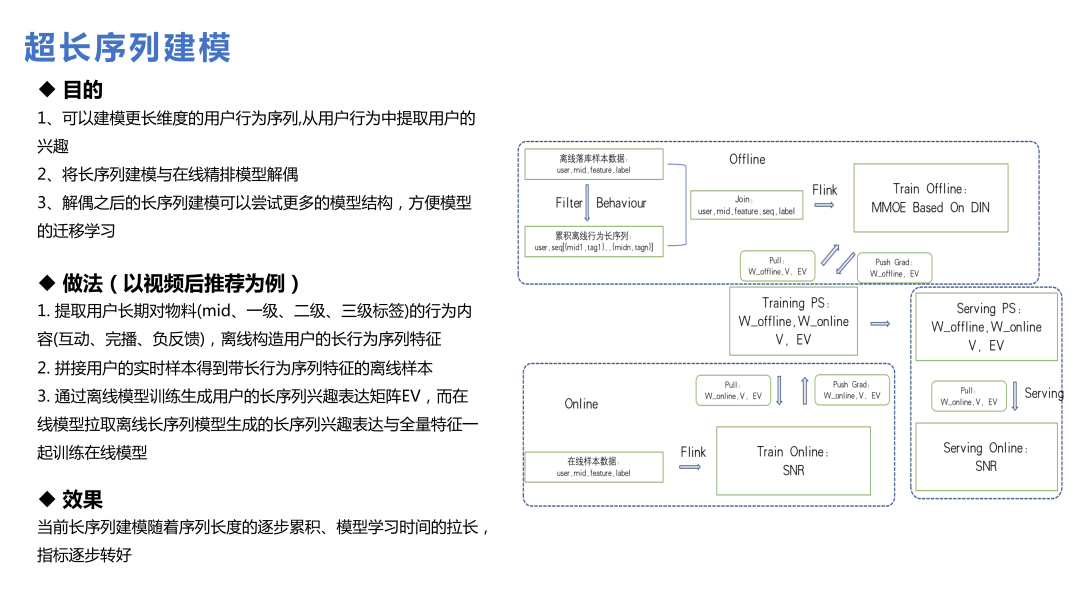 超长序列建模
◆ 目的
1、可以建模更长维度的用户行为序列,从用户行为中提取用户的
兴趣
2、将长序列建模与在线精排模型解偶
3、解偶之后的长序列建模可以尝试更多的模型结构，方便模型
的迁移学习
◆ 做法（以视频后推荐为例）
1. 提取用户长期对物料(mid、一级、二级、三级标签)的行为内
容(互动、完播、负反馈)，离线构造用户的长行为序列特征
2. 拼接用户的实时样本得到带长行为序列特征的离线样本
3. 通过离线模型训练生成用户的长序列兴趣表达矩阵EV，而在
线模型拉取离线长序列模型生成的长序列兴趣表达与全量特征一
起训练在线模型
◆ 效果
当前长序列建模随着序列长度的逐步累积、模型学习时间的拉长，
指标逐步转好
Offline
离线落库样本数据:
user,mid,feature,label
Filter Behaviour
累积离线行为长序列:
user,seq[(mid1,tag1)..,(midn,tagn)]
Join:
user,mid,feature,seq,label
Flink
Train Offline:
MMOE Based On DIN
Pull:
W_offline,V, EV
Push Grad:
W_offline, EV
Training PS:
W_offline,W_online
V, EV
Serving PS:
W_offline,W_online
V, EV
Pull:
W_online,V, EV
Push Grad:
W_online,V, EV
Pull:
W_online,V, EV
Serving
Online
在线样本数据:
user,mid,feature,label
Flink
Train Online:
SNR
Serving Online:
SNR